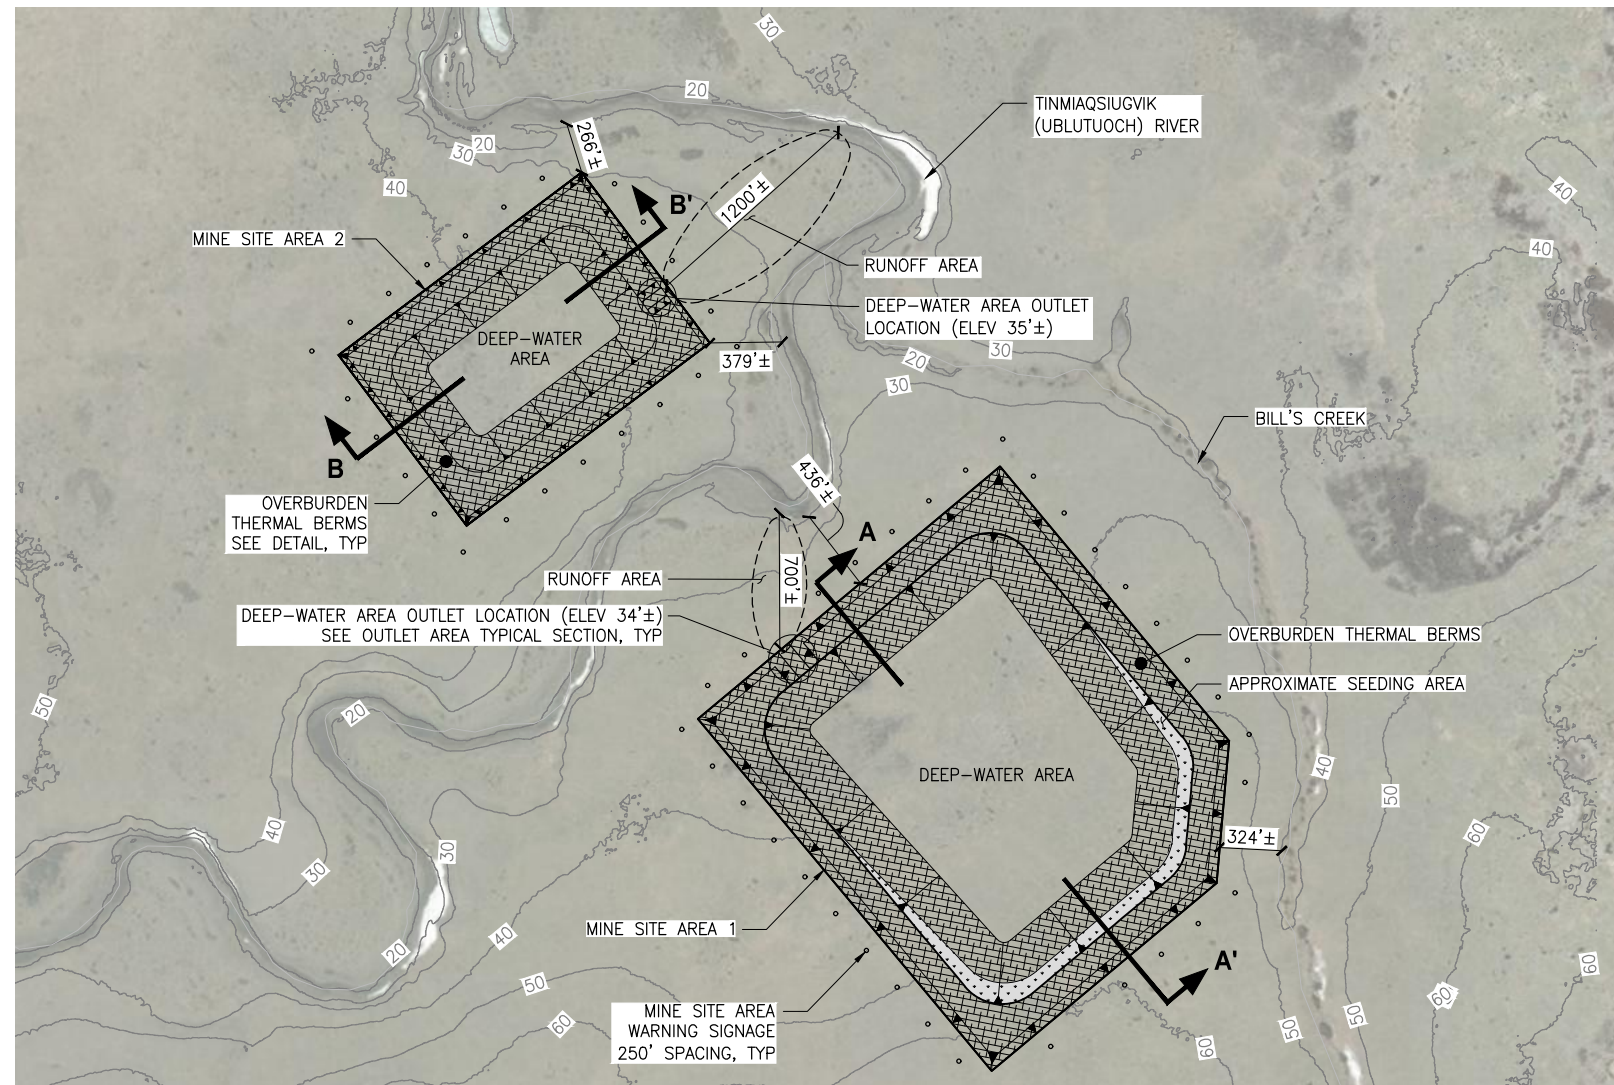 30
20
TINMIAQSIUGVIK
(UBLUTUOCH) RIVER
266'±
20
30
40
40
B'
1200'±
MINE SITE AREA 2
40
RUNOFF AREA
DEEP-WATER AREA OUTLET
LOCATION (ELEV 35'±)
DEEP-WATER
AREA
379'±
20
30
30
BILL'S CREEK
B
436'±
OVERBURDEN
THERMAL BERMS
SEE DETAIL, TYP
A
RUNOFF AREA
700'±
DEEP-WATER AREA OUTLET LOCATION (ELEV 34'±)
SEE OUTLET AREA TYPICAL SECTION, TYP
OVERBURDEN THERMAL BERMS
APPROXIMATE SEEDING AREA
50
20
DEEP-WATER AREA
40
50
40
30
30
324'±
60
MINE SITE AREA 1
40
20
A'
50
60
60
MINE SITE AREA
WARNING SIGNAGE
250' SPACING, TYP
60
60
50
50